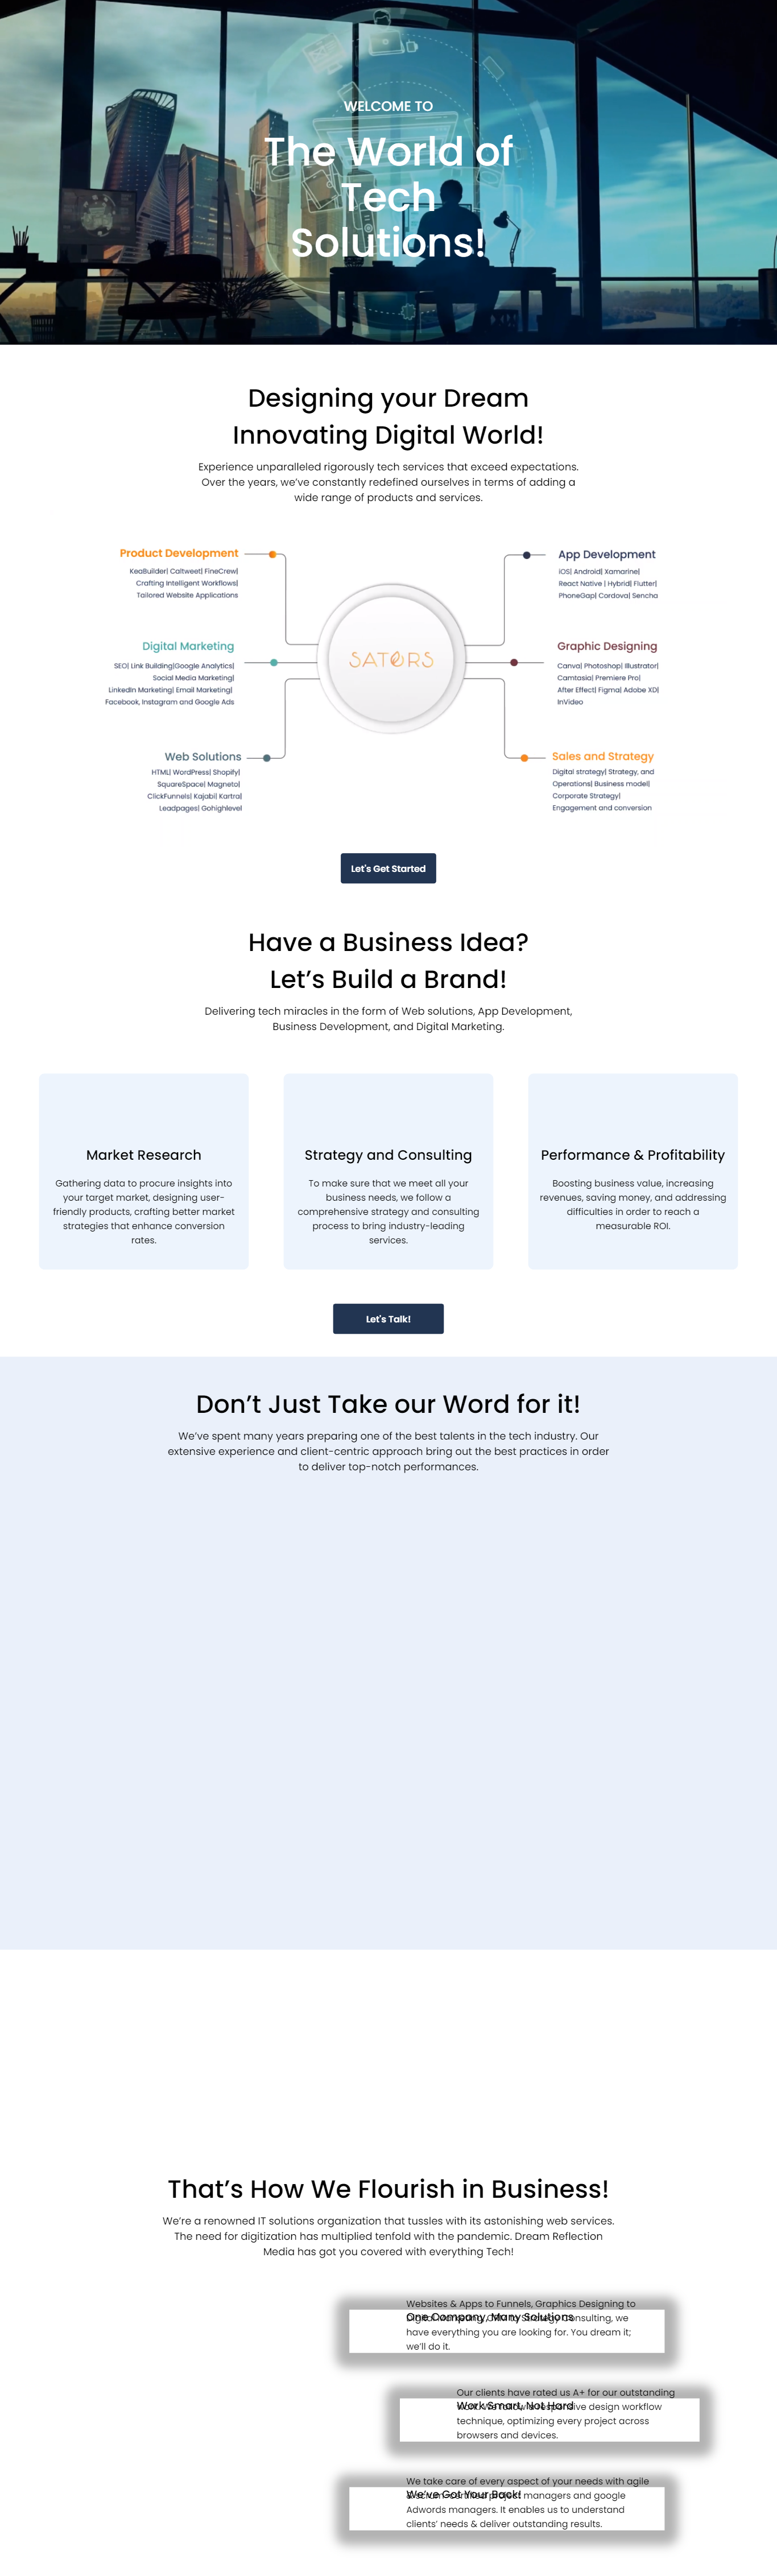 WELCOME TO
The World of
Tech
Solutions!
Designing your Dream
Innovating Digital World!
Experience unparalleled rigorously tech services that exceed expectations.
Over the years, we've constantly redefined ourselves in terms of adding a
wide range of products and services.
Product Development
KeaBuilder| Caltweet| FineCrew|
Crafting Intelligent Workflows|
Tailored Website Applications
Digital Marketing
SEO| Link Building|Google Analytics|
Social Media Marketing|
LinkedIn Marketing| Email Marketing|
Facebook, Instagram and Google Ads
Web Solutions
HTML| WordPress| Shopify|
SquareSpace| Magneto|
ClickFunnels| Kajabi| Kartra|
Leadpages| Gohighlevel
SATORS
App Development
iOS| Android| Xamarine|
React Native | Hybrid| Flutter|
PhoneGap| Cordova| Sencha
Graphic Designing
Canva| Photoshop| Illustrator|
Camtasia| Premiere Pro|
After Effect| Figma| Adobe XD|
InVideo
Sales and Strategy
Digital strategy| Strategy, and
Operations| Business model|
Corporate Strategy|
Engagement and conversion
Let's Get Started
Have a Business Idea?
Let's Build a Brand!
Delivering tech miracles in the form of Web solutions, App Development,
Business Development, and Digital Marketing.
Market Research
Gathering data to procure insights into
your target market, designing user-
friendly products, crafting better market
strategies that enhance conversion
rates.
Strategy and Consulting
To make sure that we meet all your
business needs, we follow a
comprehensive strategy and consulting
process to bring industry-leading
services.
Performance & Profitability
Boosting business value, increasing
revenues, saving money, and addressing
difficulties in order to reach a
measurable ROI.
Let's Talk!
Don't Just Take our Word for it!
We've spent many years preparing one of the best talents in the tech industry. Our
extensive experience and client-centric approach bring out the best practices in order
to deliver top-notch performances.
That's How We Flourish in Business!
We're a renowned IT solutions organization that tussles with its astonishing web services.
The need for digitization has multiplied tenfold with the pandemic. Dream Reflection
Media has got you covered with everything Tech!
Websites & Apps to Funnels, Graphics Designing to
One Company, Many Solutions
Consulting, we
have everything you are looking for. You dream it;
we'll do it.
Our clients have rated us A+ for our outstanding
Work Smart, Not Hard
design workflow
technique, optimizing every project across
browsers and devices.
We take care of every aspect of your needs with agile
We've Got Your Back!
managers and google
Adwords managers. It enables us to understand
clients' needs & deliver outstanding results.